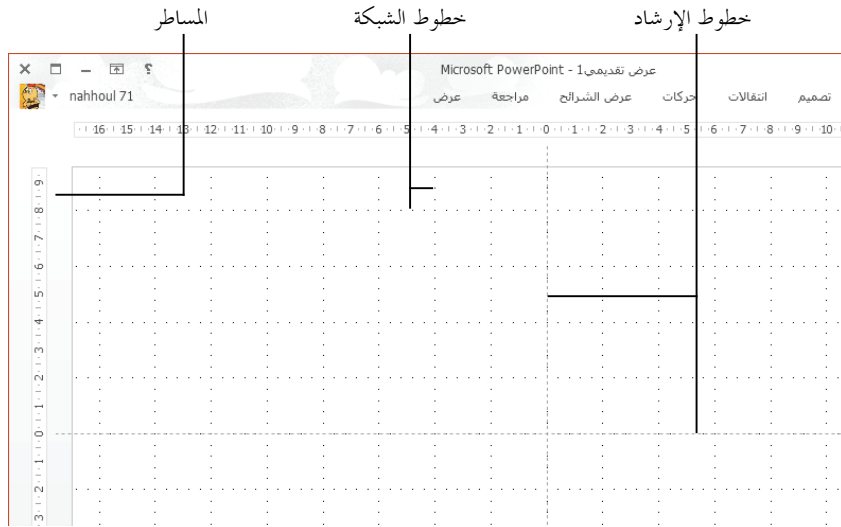 المساطر
خطوط الشبكة
خطوط الإرشاد
عرض تقديمي1 - Microsoft PowerPoint
?
nahhoul 71
تصميم انتقالات حركات عرض الشرائح مراجعة عرض
16 15 14 13 12 11 10 9 8 7 6 5 4 3 2 1 0 1 2 3 4 5 6 7 8 9 10
9
8
7
6
5
4
3
2
1
0
1
2
3